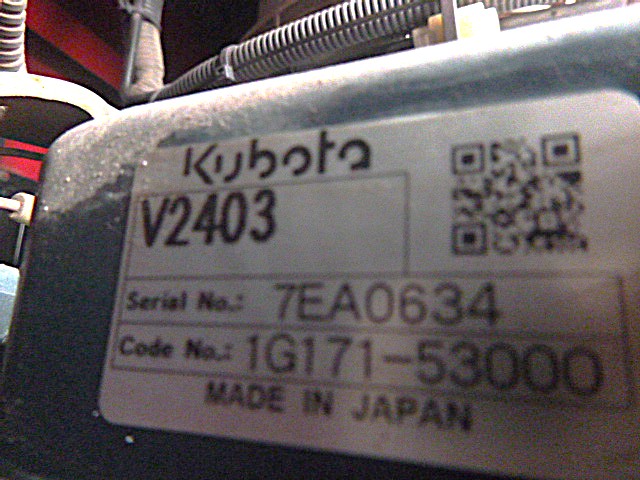 Kubota
V2403
Serial No.: 7EA0634
Code No.: 1G171-53000
MADE IN JAPAN